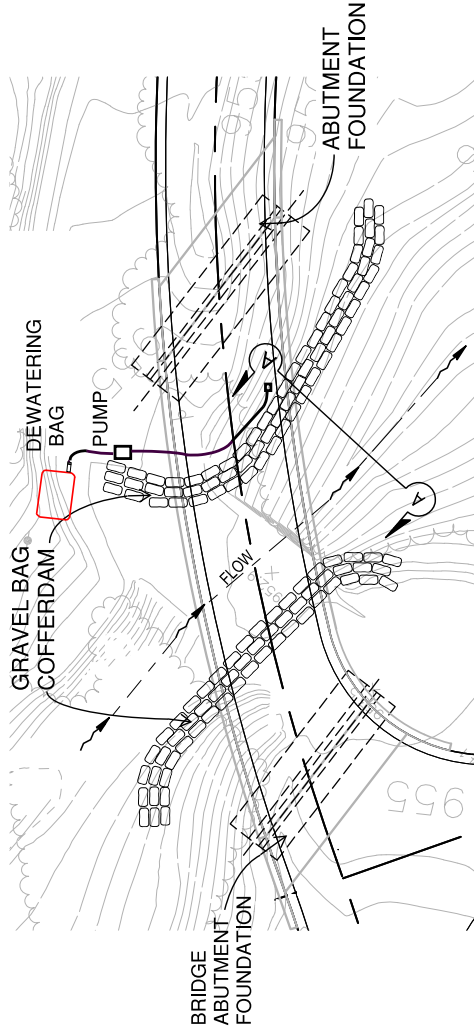 DEWATERING
BAG
PUMP
GRAVEL BAG
COFFERDAM
ABUTMENT
FOUNDATION
FLOW
A
A
955
BRIDGE
ABUTMENT
FOUNDATION